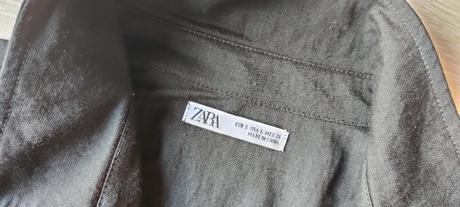 ZARA
EUR S USA S MEX 26
MADE IN CHINA